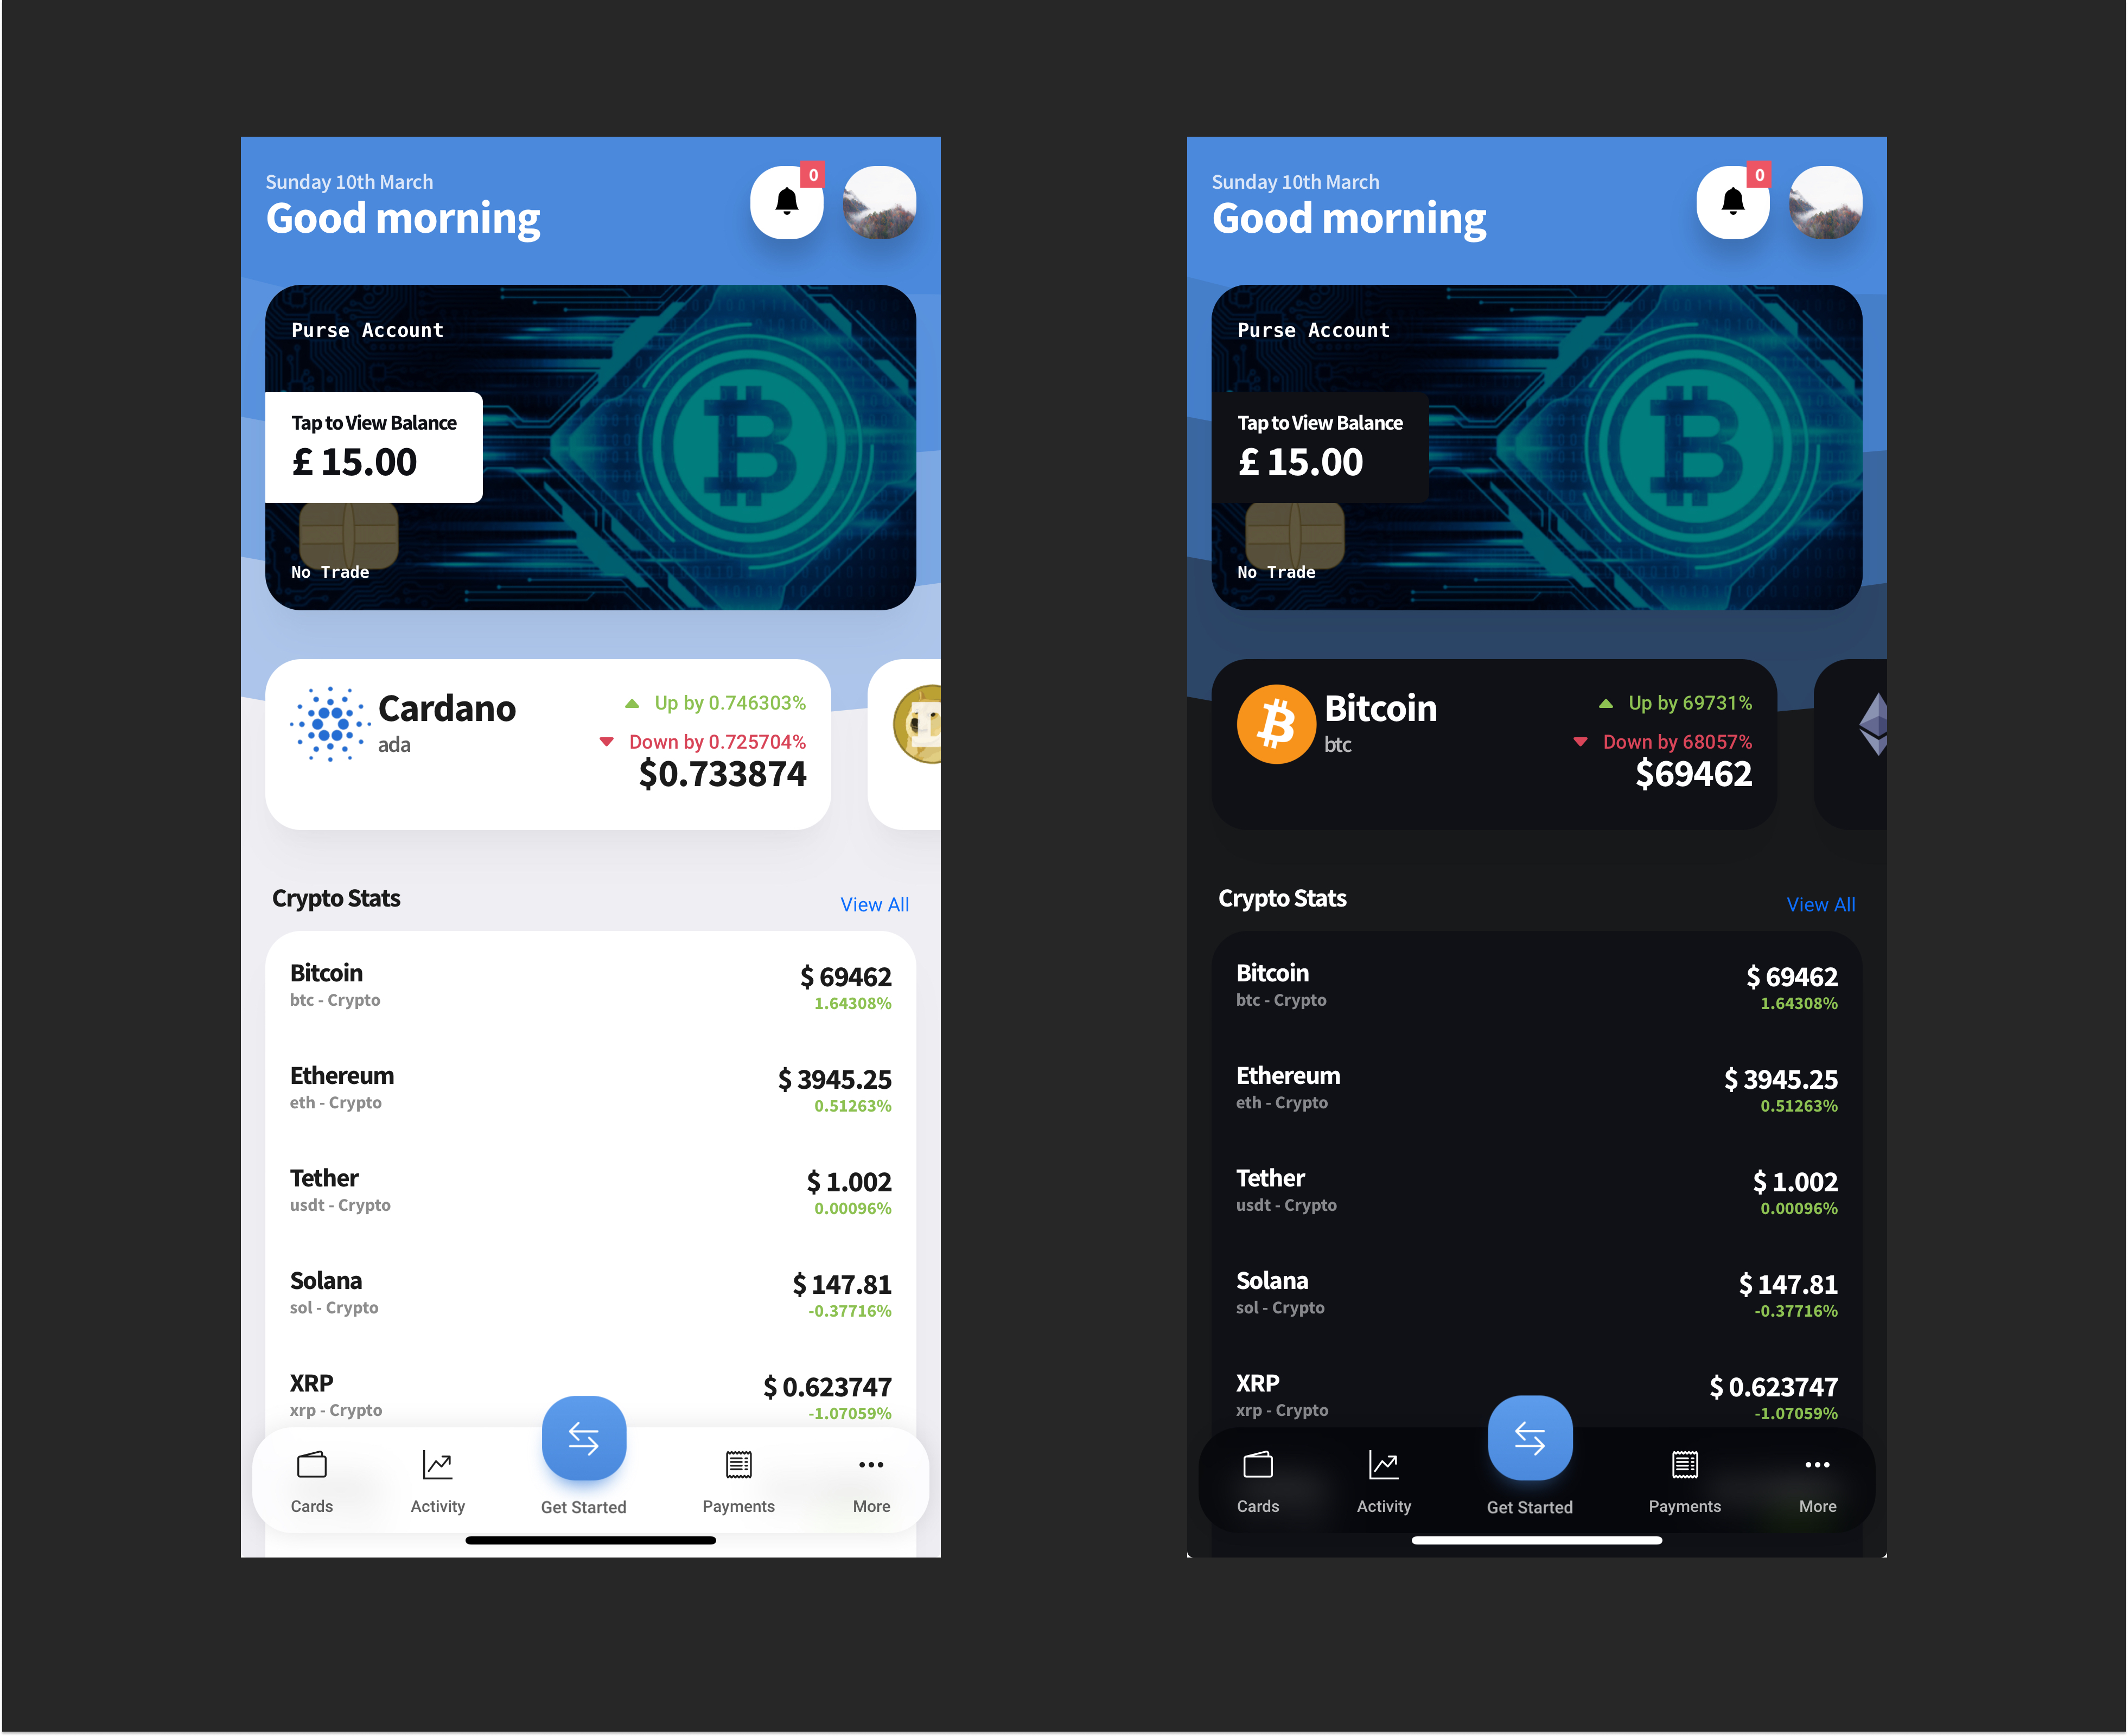 Sunday 10th March
Good morning
0
Purse Account
Tap to View Balance
£ 15.00
No Trade
Cardano
ada
Up by 0.746303%
Down by 0.725704%
$0.733874
Crypto Stats
View All
Bitcoin
$ 69462
btc - Crypto
1.64308%
Ethereum
$ 3945.25
eth - Crypto
0.51263%
Tether
$ 1.002
usdt - Crypto
0.00096%
Solana
$ 147.81
sol - Crypto
-0.37716%
XRP
$ 0.623747
xrp - Crypto
-1.07059%
Cards
Activity
Get Started
Payments
More
Sunday 10th March
Good morning
0
Purse Account
Tap to View Balance
£ 15.00
No Trade
Bitcoin
btc
Up by 69731%
Down by 68057%
$69462
Crypto Stats
View All
Bitcoin
$ 69462
btc - Crypto
1.64308%
Ethereum
$ 3945.25
eth - Crypto
0.51263%
Tether
$ 1.002
usdt - Crypto
0.00096%
Solana
$ 147.81
sol - Crypto
-0.37716%
XRP
$ 0.623747
xrp - Crypto
-1.07059%
Cards
Activity
Get Started
Payments
More